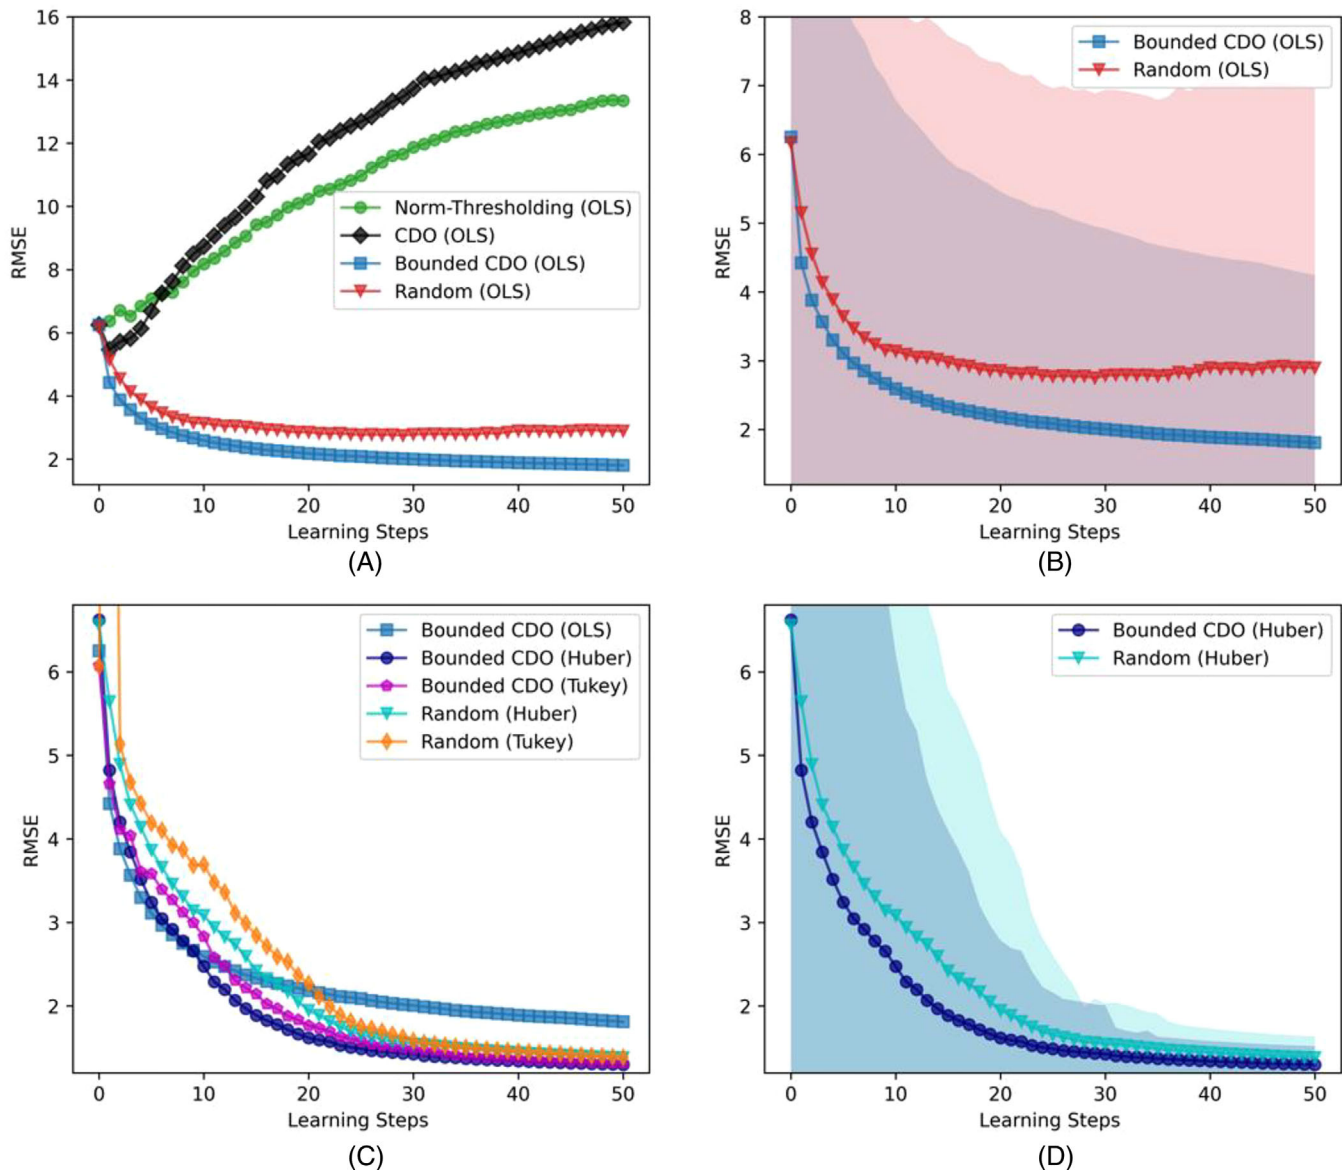 16
14
12
10
8
6
4
2
RMSE
Norm-Thresholding (OLS)
CDO (OLS)
Bounded CDO (OLS)
Random (OLS)
0 10 20 30 40 50
Learning Steps
(A)
8
7
6
5
4
3
2
RMSE
Bounded CDO (OLS)
Random (OLS)
0 10 20 30 40 50
Learning Steps
(B)
6
5
4
3
2
RMSE
Bounded CDO (OLS)
Bounded CDO (Huber)
Bounded CDO (Tukey)
Random (Huber)
Random (Tukey)
0 10 20 30 40 50
Learning Steps
(C)
6
5
4
3
2
RMSE
Bounded CDO (Huber)
Random (Huber)
0 10 20 30 40 50
Learning Steps
(D)